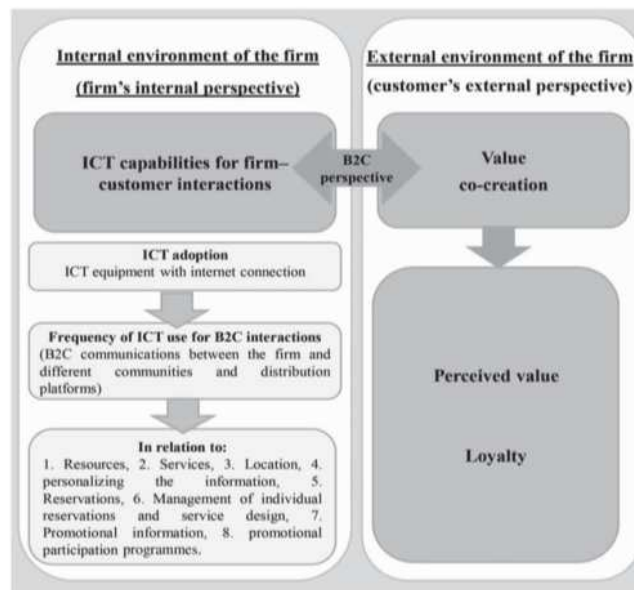 Internal environment of the firm
(firm's internal perspective)
ICT capabilities for firm–
customer interactions
ICT adoption
ICT equipment with internet connection
Frequency of ICT use for B2C interactions
(B2C communications between the firm and
different communities and distribution
platforms)
In relation to:
1. Resources, 2. Services, 3. Location, 4.
personalizing the information, 5.
Reservations, 6. Management of individual
reservations and service design, 7.
Promotional information, 8. promotional
participation programmes.
B2C
perspective
External environment of the firm
(customer's external perspective)
Value
co-creation
Perceived value
Loyalty